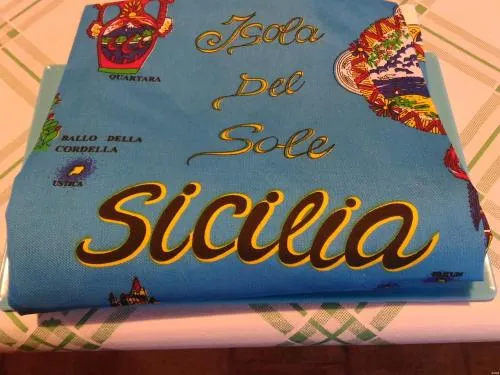 QUARTARA
Isola
Del
Sole
BALLO DELLA
CORDELLA
USTICA
Sicilia